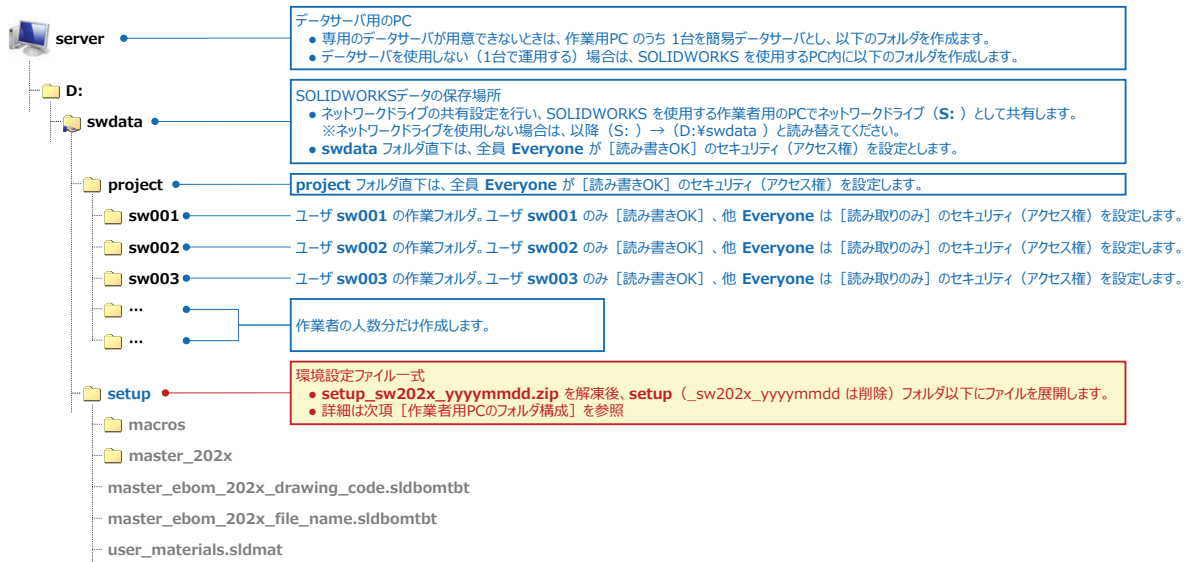 server
データサーバ用のPC
● 専用のデータサーバが用意できないときは、作業用PC のうち 1台を簡易データサーバとし、以下のフォルダを作成ます。
● データサーバを使用しない（1台で運用する）場合は、SOLIDWORKS を使用するPC内に以下のフォルダを作成します。
D:
swdata
SOLIDWORKSデータの保存場所
● ネットワークドライブの共有設定を行い、SOLIDWORKS を使用する作業者用のPCでネットワークドライブ（S: ）として共有します。
※ネットワークドライブを使用しない場合は、以降（S: ）→（D:¥swdata ）と読み替えてください。
● swdata フォルダ直下は、全員 Everyone が［読み書きOK］のセキュリティ（アクセス権）を設定とします。
project
project フォルダ直下は、全員 Everyone が［読み書きOK］のセキュリティ（アクセス権）を設定します。
sw001
ユーザ sw001 の作業フォルダ。ユーザ sw001 のみ［読み書きOK］、他 Everyone は［読み取りのみ］のセキュリティ（アクセス権）を設定します。
sw002
ユーザ sw002 の作業フォルダ。ユーザ sw002 のみ［読み書きOK］、他 Everyone は［読み取りのみ］のセキュリティ（アクセス権）を設定します。
sw003
ユーザ sw003 の作業フォルダ。ユーザ sw003 のみ［読み書きOK］、他 Everyone は［読み取りのみ］のセキュリティ（アクセス権）を設定します。
…
…
作業者の人数分だけ作成します。
setup
環境設定ファイル一式
● setup_sw202x_yyyymmdd.zip を解凍後、setup（_sw202x_yyyymmdd は削除）フォルダ以下にファイルを展開します。
● 詳細は次項［作業者用PCのフォルダ構成］を参照
macros
master_202x
master_ebom_202x_drawing_code.sldbomtbt
master_ebom_202x_file_name.sldbomtbt
user_materials.sldmat